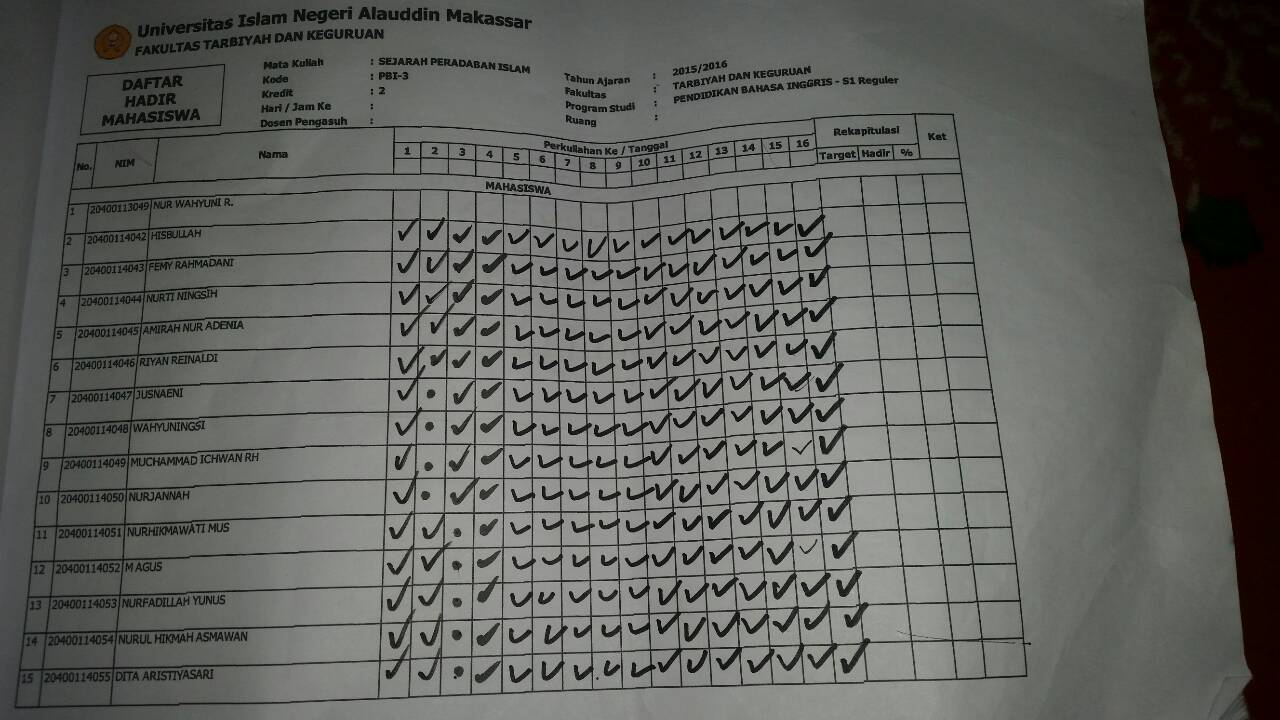 Universitas Islam Negeri Alauddin Makassar
FAKULTAS TARBIYAH DAN KEGURUAN
DAFTAR
HADIR
MAHASISWA
Mata Kuliah : SEJARAH PERADABAN ISLAM
Kode : PBI-3
Kredit : 2
Hari / Jam Ke :
Dosen Pengasuh :
Tahun Ajaran : 2015/2016
Fakultas : TARBIYAH DAN KEGURUAN
Program Studi : PENDIDIKAN BAHASA INGGRIS - S1 Reguler
Ruang :
No. NIM Nama Perkuliahan Ke / Tanggal Rekapitulasi Ket
1 2 3 4 5 6 7 8 9 10 11 12 13 14 15 16 Target Hadir %
MAHASISWA
1 20400113049 NUR WAHYUNI R.
2 20400114042 HISBULLAH ✓ ✓ ✓ ✓ ✓ ✓ ✓ ✓ ✓ ✓ ✓ ✓ ✓ ✓ ✓ ✓
3 20400114043 FEMY RAHMADANI ✓ ✓ ✓ ✓ ✓ ✓ ✓ ✓ ✓ ✓ ✓ ✓ ✓ ✓ ✓ ✓
4 20400114044 NURTI NINGSIH ✓ ✓ ✓ ✓ ✓ ✓ ✓ ✓ ✓ ✓ ✓ ✓ ✓ ✓ ✓ ✓
5 20400114045 AMIRAH NUR ADENIA ✓ ✓ ✓ ✓ ✓ ✓ ✓ ✓ ✓ ✓ ✓ ✓ ✓ ✓ ✓ ✓
6 20400114046 RIYAN REINALDI ✓ ✓ ✓ ✓ ✓ ✓ ✓ ✓ ✓ ✓ ✓ ✓ ✓ ✓ ✓ ✓
7 20400114047 JUSNAENI ✓ • ✓ ✓ ✓ ✓ ✓ ✓ ✓ ✓ ✓ ✓ ✓ ✓ ✓ ✓
8 20400114048 WAHYUNINGSI ✓ • ✓ ✓ ✓ ✓ ✓ ✓ ✓ ✓ ✓ ✓ ✓ ✓ ✓ ✓
9 20400114049 MUCHAMMAD ICHWAN RH ✓ • ✓ ✓ ✓ ✓ ✓ ✓ ✓ ✓ ✓ ✓ ✓ ✓ ✓ ✓
10 20400114050 NURJANNAH ✓ • ✓ ✓ ✓ ✓ ✓ ✓ ✓ ✓ ✓ ✓ ✓ ✓ ✓ ✓
11 20400114051 NURHIKMAWATI MUS ✓ ✓ • ✓ ✓ ✓ ✓ ✓ ✓ ✓ ✓ ✓ ✓ ✓ ✓ ✓
12 20400114052 M AGUS ✓ ✓ • ✓ ✓ ✓ ✓ ✓ ✓ ✓ ✓ ✓ ✓ ✓ ✓ ✓
13 20400114053 NURFADILLAH YUNUS ✓ ✓ • ✓ ✓ ✓ ✓ ✓ ✓ ✓ ✓ ✓ ✓ ✓ ✓ ✓
14 20400114054 NURUL HIKMAH ASMAWAN ✓ ✓ • ✓ ✓ ✓ ✓ ✓ ✓ ✓ ✓ ✓ ✓ ✓ ✓ ✓
15 20400114055 DITA ARISTIYASARI ✓ ✓ • ✓ ✓ ✓ ✓ ✓ ✓ ✓ ✓ ✓ ✓ ✓ ✓ ✓